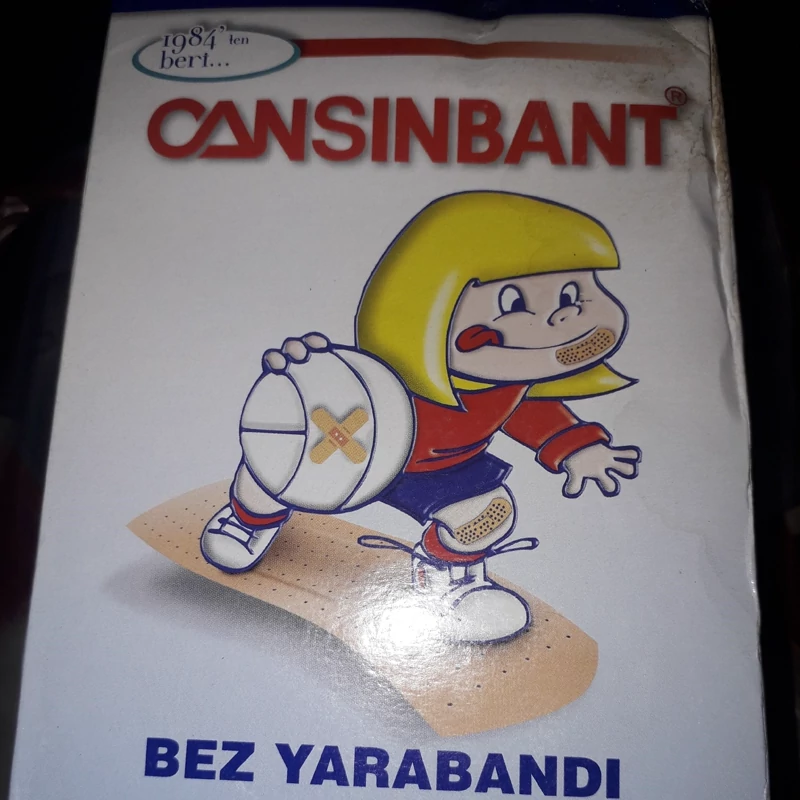 1984'ten
beri...
CANSINBANT®
BEZ YARABANDI